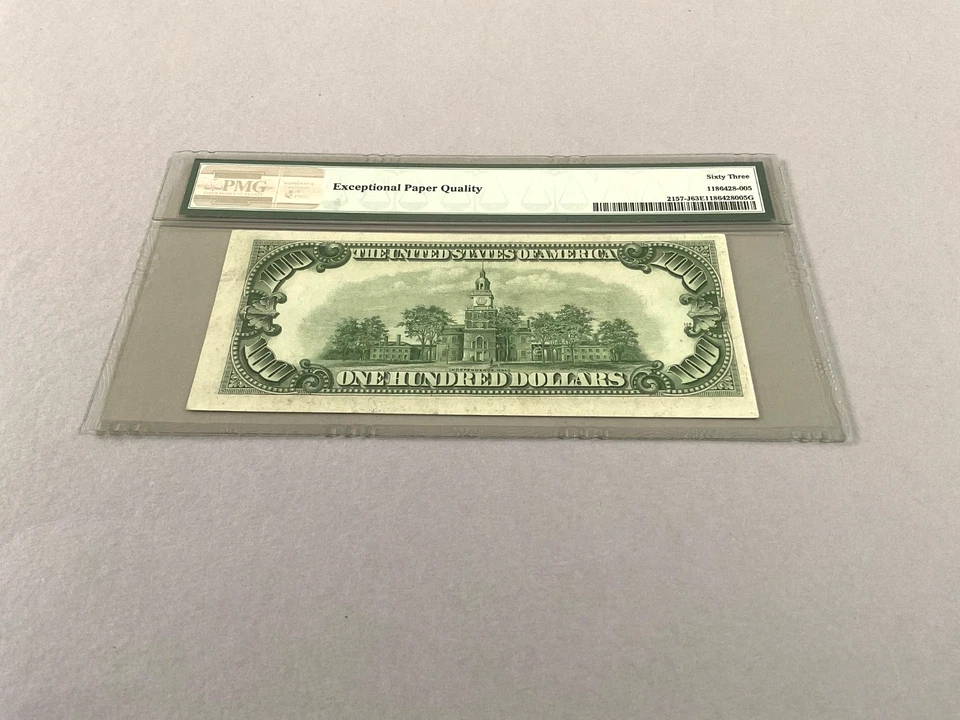 PMG
Exceptional Paper Quality
Sixty Three
1186428-005
2157-J63E1186428005G
100
100
THE UNITED STATES OF AMERICA
INDEPENDENCE HALL
ONE HUNDRED DOLLARS
100
100